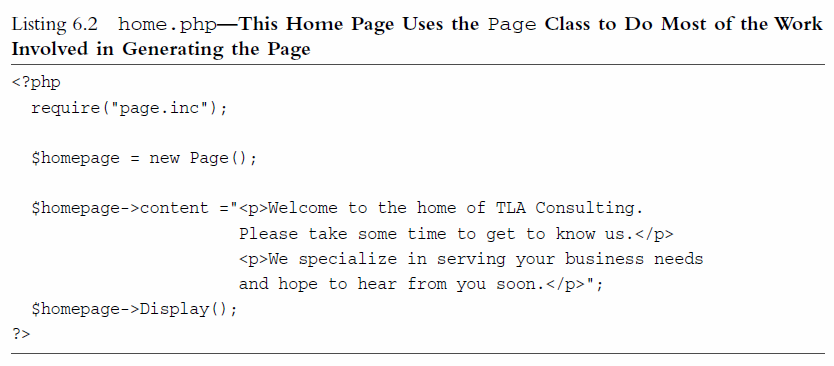 Listing 6.2 home.php—This Home Page Uses the Page Class to Do Most of the Work
Involved in Generating the Page
<?php
require("page.inc");
$homepage = new Page();
$homepage->content ="<p>Welcome to the home of TLA Consulting.
Please take some time to get to know us.</p>
<p>We specialize in serving your business needs
and hope to hear from you soon.</p>";
$homepage->Display();
?>